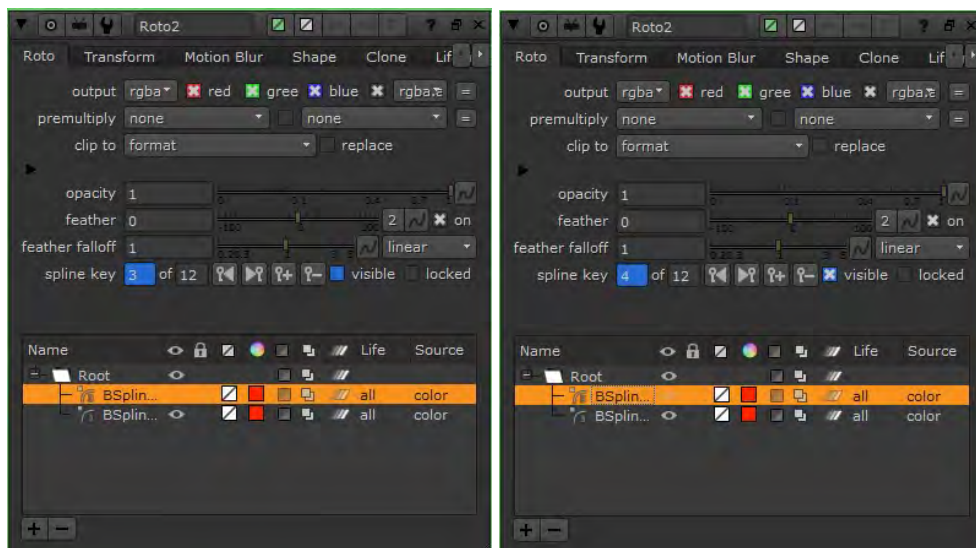 Roto2 ?
Roto Transform Motion Blur Shape Clone Lif
output rgba red gree blue rgba.
premultiply none none =
clip to format replace
opacity 1
feather 0 2 on
feather falloff 1 linear
spline key 3 of 12 visible locked
Name Life Source
Root
BSplin... all color
BSplin... all color
+ −
Roto2 ?
Roto Transform Motion Blur Shape Clone Lif
output rgba red gree blue rgba.
premultiply none none =
clip to format replace
opacity 1
feather 0 2 on
feather falloff 1 linear
spline key 4 of 12 visible locked
Name Life Source
Root
BSplin... all color
BSplin... all color
+ −